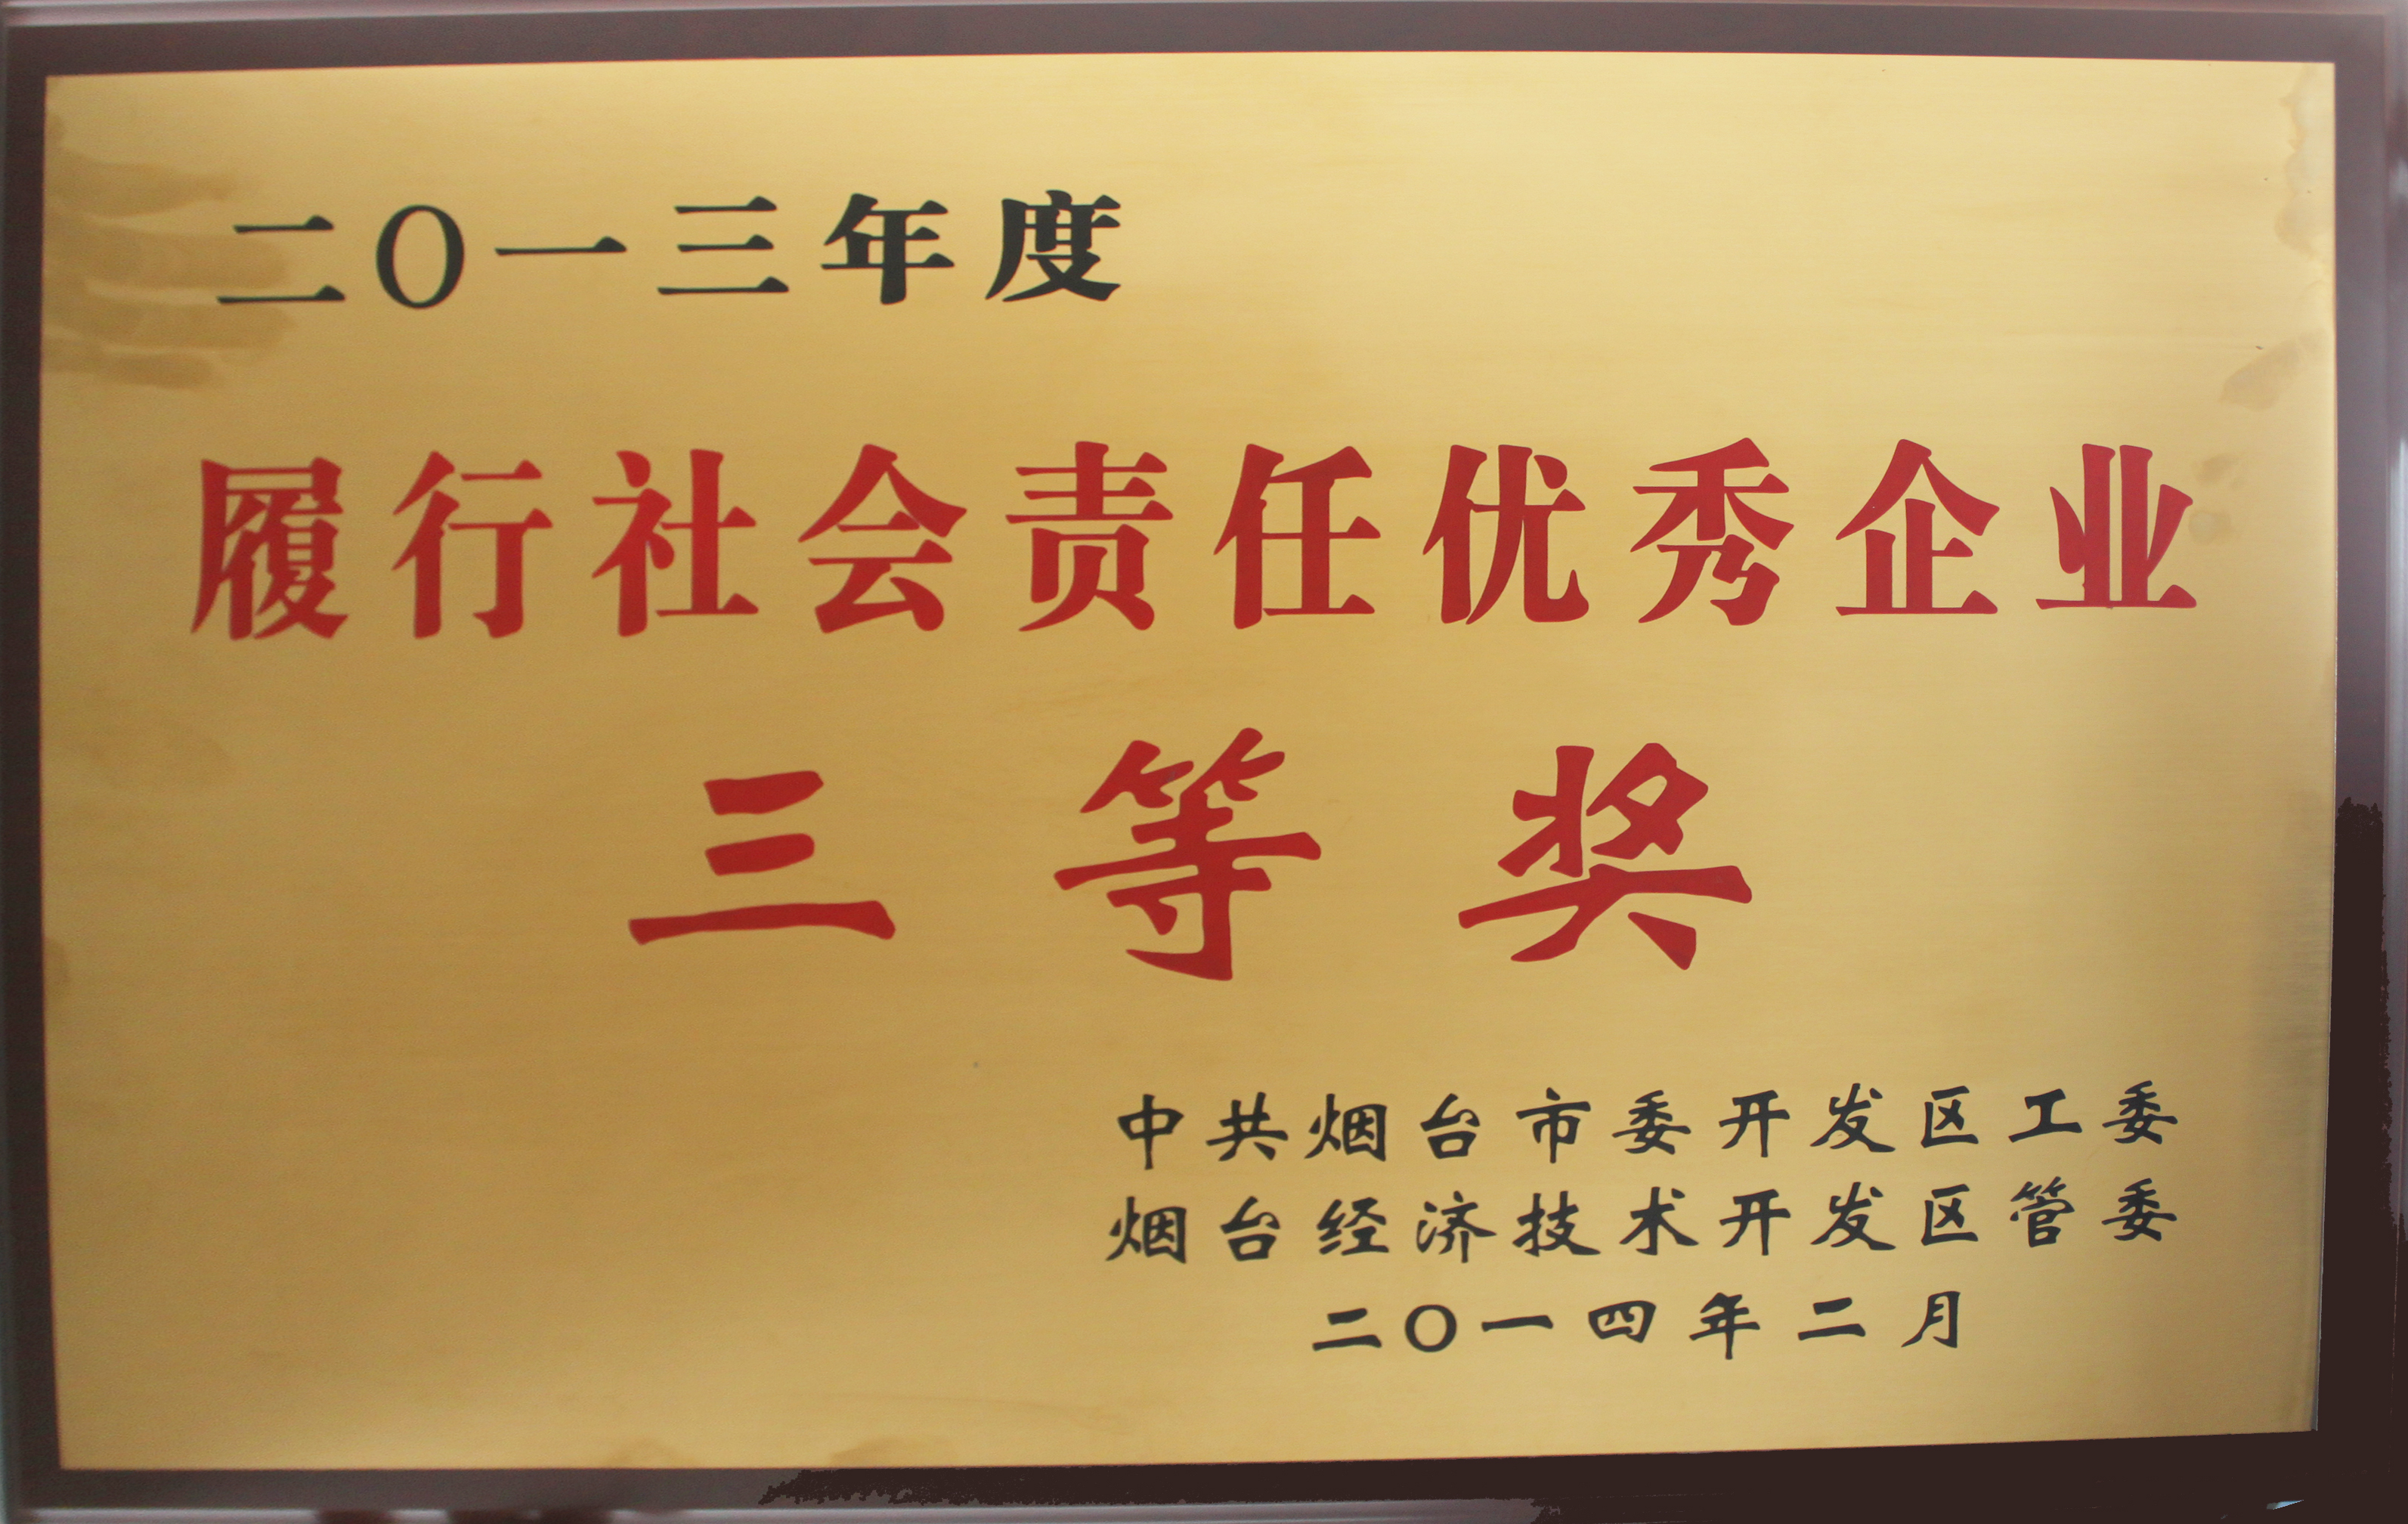 二〇一三年度
履行社会责任优秀企业
三等奖
中共烟台市委开发区工委
烟台经济技术开发区管委
二〇一四年二月